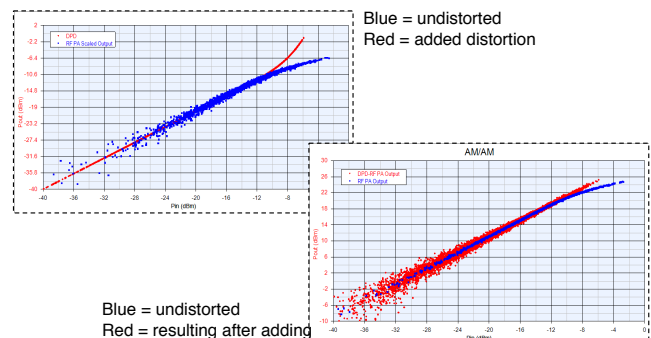 Blue = undistorted
Red = added distortion
DPD
RF PA Scaled Output
Pout (dBm)
2
-2.2
-6.4
-10.6
-19
-27.4
-31.6
-35.8
-40
-40 -36 -32 -28 -24 -20 -16 -12 -8
Pin (dBm)
AM/AM
DPD-RF PA Output
RF PA Output
Pout (dBm)
30
26
22
18
14
10
6
2
-2
-6
-10
-40 -36 -32 -28 -24 -20 -16 -12 -8 -4 0
Pin (dBm)
Blue = undistorted
Red = resulting after adding